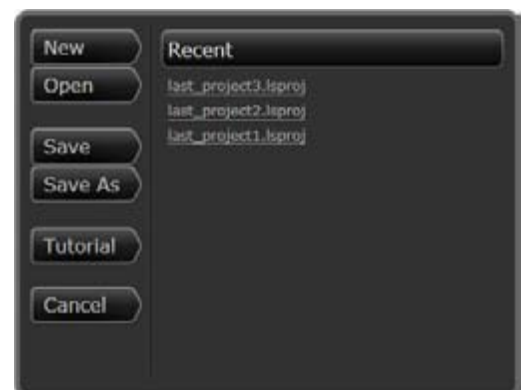 New
Open
Save
Save As
Tutorial
Cancel
Recent
last_project3.lsproj
last_project2.lsproj
last_project1.lsproj